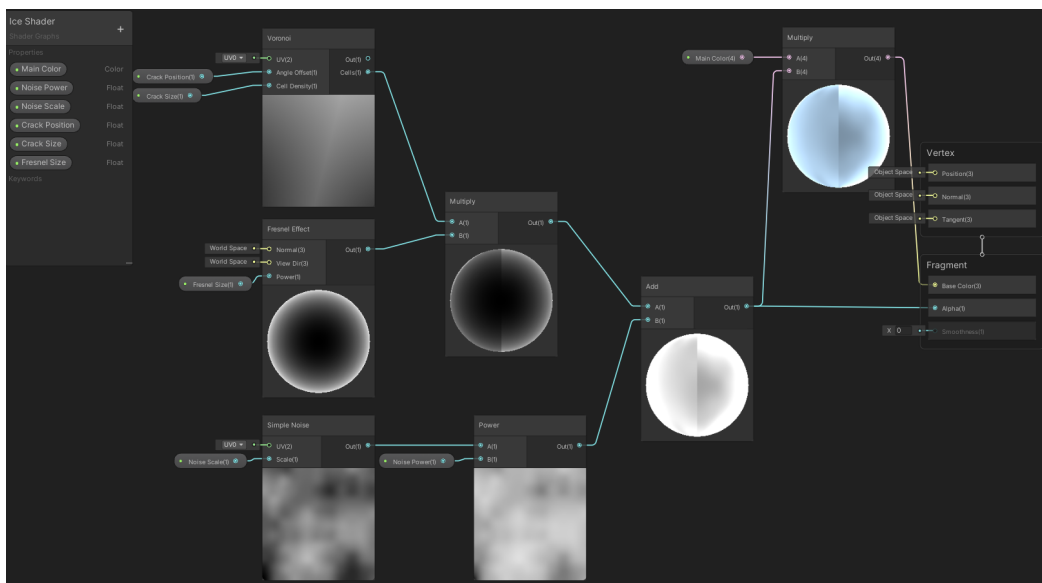 Ice Shader
+
Shader Graphs
Properties
Main Color Color
Noise Power Float
Noise Scale Float
Crack Position Float
Crack Size Float
Fresnel Size Float
Keywords
Voronoi
UV0
UV(2) Out(1)
Crack Position(1)
Angle Offset(1) Cells(1)
Crack Size(1)
Cell Density(1)
Fresnel Effect
World Space Normal(3) Out(1)
World Space View Dir(3)
Fresnel Size(1) Power(1)
Simple Noise
UV0 UV(2) Out(1)
Noise Scale(1) Scale(1)
Multiply
A(1) Out(1)
B(1)
Power
A(1) Out(1)
Noise Power(1) B(1)
Add
A(1) Out(1)
B(1)
Multiply
Main Color(4) A(4) Out(4)
B(4)
Vertex
Object Space Position(3)
Object Space Normal(3)
Object Space Tangent(3)
Fragment
Base Color(3)
Alpha(1)
X 0 Smoothness(1)